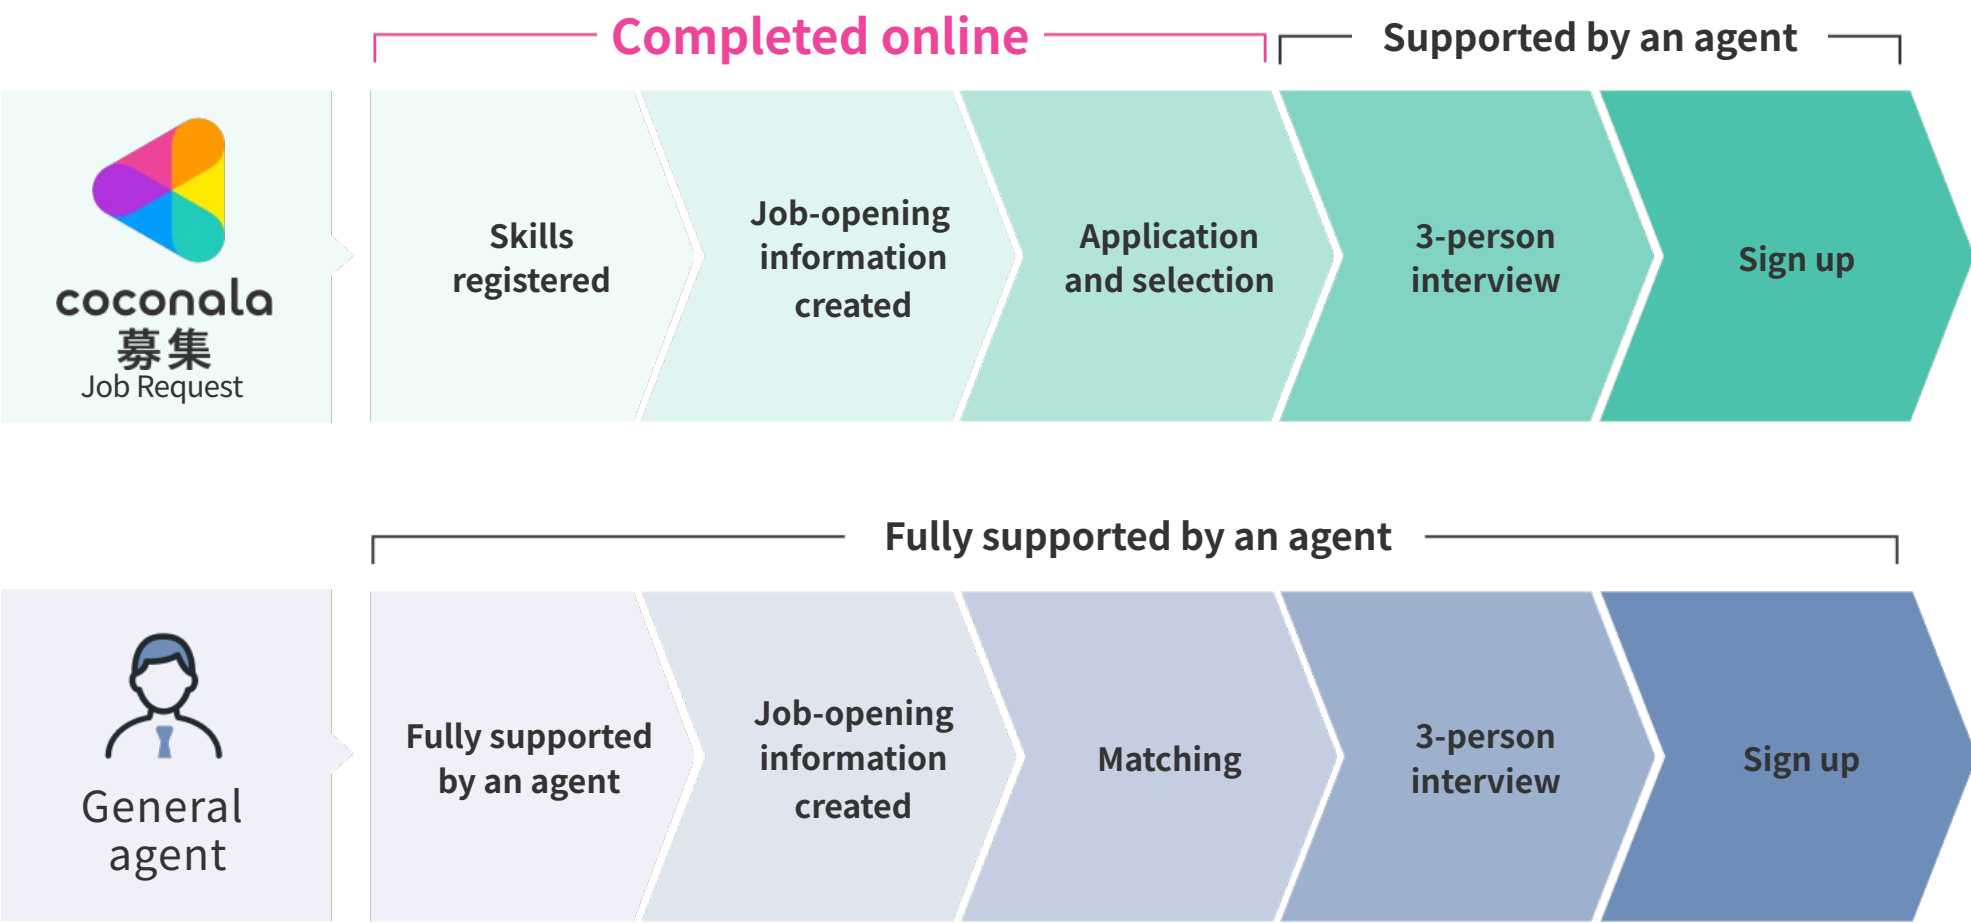 Completed online
Supported by an agent
coconala
募集
Job Request
Skills
registered
Job-opening
information
created
Application
and selection
3-person
interview
Sign up
Fully supported by an agent
General
agent
Fully supported
by an agent
Job-opening
information
created
Matching
3-person
interview
Sign up